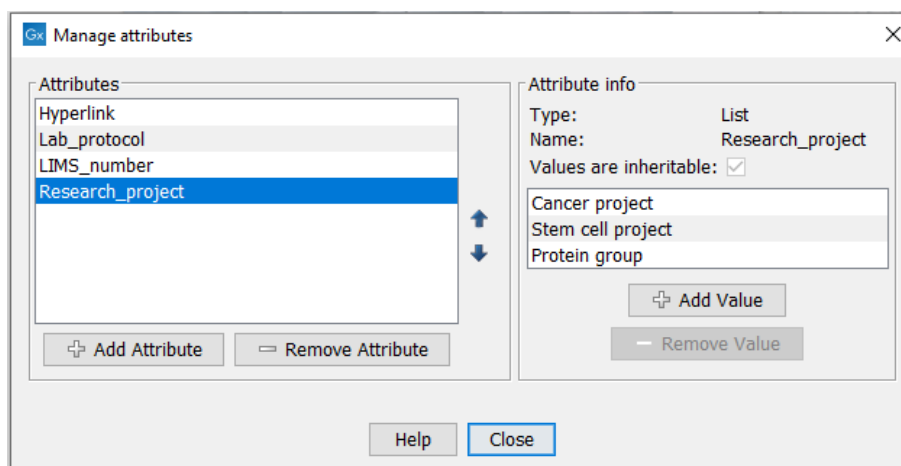 Gx Manage attributes
Attributes
Hyperlink
Lab_protocol
LIMS_number
Research_project
Add Attribute
Remove Attribute
Attribute info
Type: List
Name: Research_project
Values are inheritable:
Cancer project
Stem cell project
Protein group
Add Value
Remove Value
Help
Close